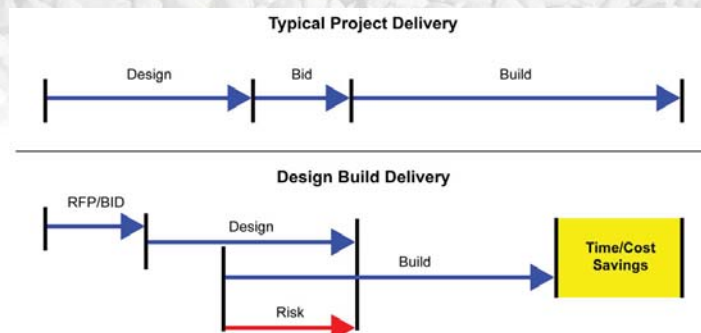 Typical Project Delivery
Design
Bid
Build
Design Build Delivery
RFP/BID
Design
Build
Time/Cost
Savings
Risk